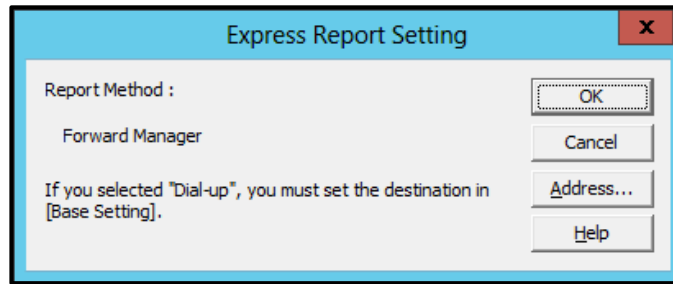 Express Report Setting
x
Report Method :
OK
Forward Manager
Cancel
If you selected "Dial-up", you must set the destination in
[Base Setting].
Address...
Help